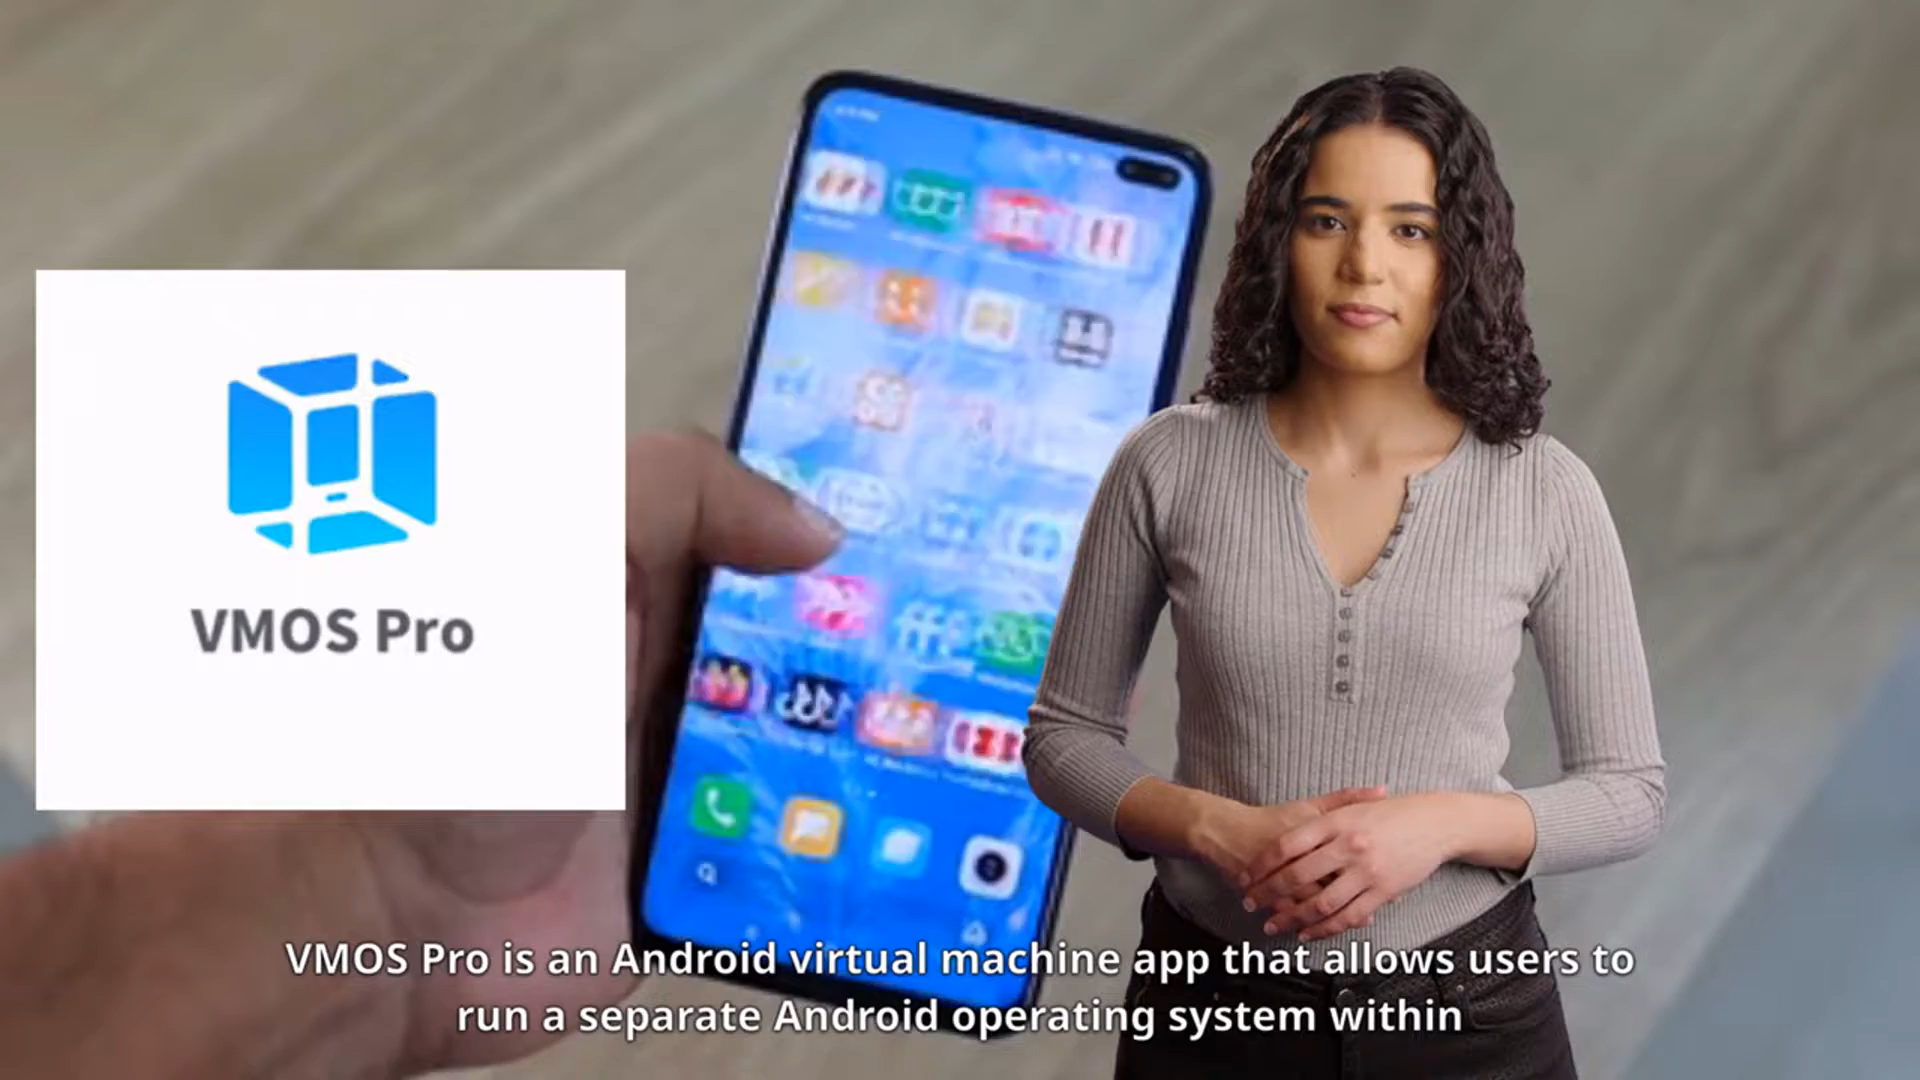 VMOS Pro
VMOS Pro is an Android virtual machine app that allows users to
run a separate Android operating system within